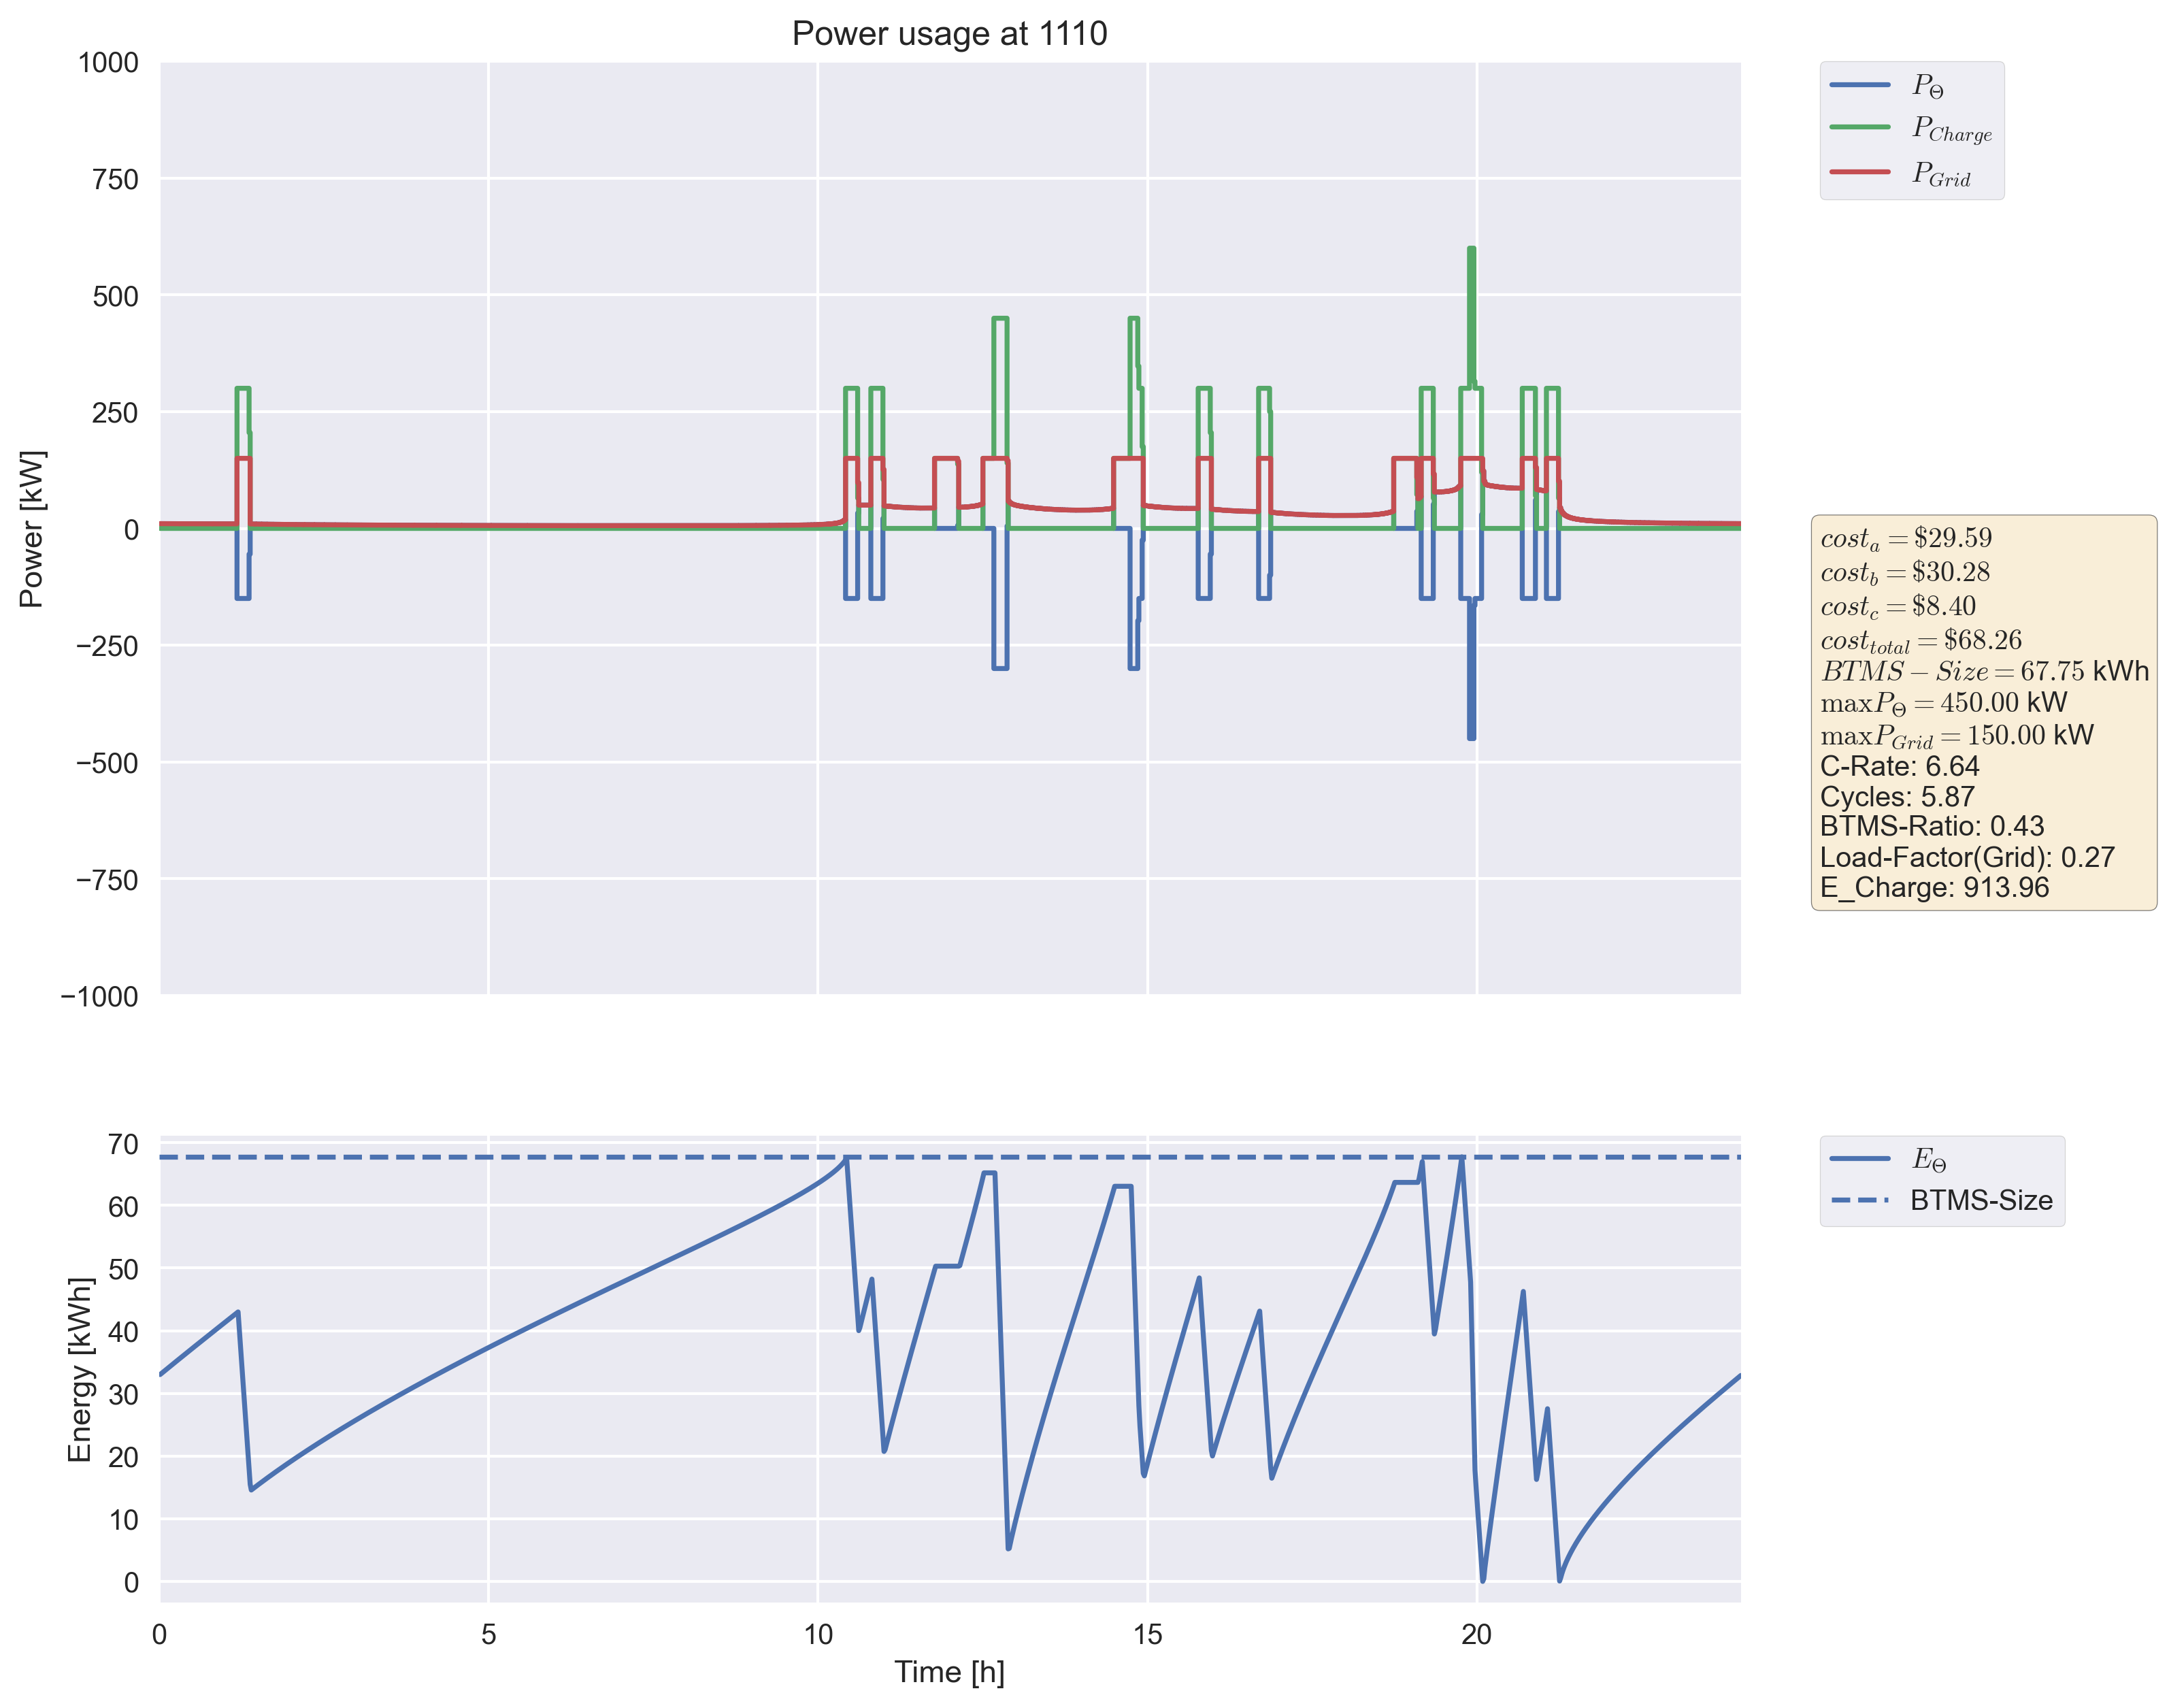 Power usage at 1110
1000
750
500
250
0
−250
−500
−750
−1000
Power [kW]
P_Θ
P_Charge
P_Grid
cost_a = $29.59
cost_b = $30.28
cost_c = $8.40
cost_total = $68.26
BTMS − Size = 67.75 kWh
maxP_Θ = 450.00 kW
maxP_Grid = 150.00 kW
C-Rate: 6.64
Cycles: 5.87
BTMS-Ratio: 0.43
Load-Factor(Grid): 0.27
E_Charge: 913.96
70
60
50
40
30
20
10
0
Energy [kWh]
E_Θ
BTMS-Size
0 5 10 15 20
Time [h]